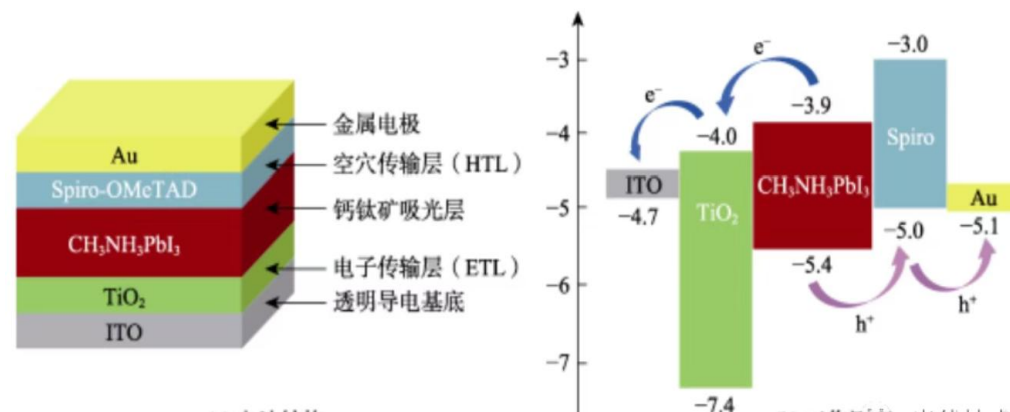 Au
Spiro-OMeTAD
CH₃NH₃PbI₃
TiO₂
ITO
金属电极
空穴传输层（HTL）
钙钛矿吸光层
电子传输层（ETL）
透明导电基底
−3
−4
−5
−6
−7
e⁻
e⁻
−3.0
−3.9
−4.0
Spiro
ITO
CH₃NH₃PbI₃
TiO₂
Au
−4.7
−5.0
−5.1
−5.4
h⁺
h⁺
−7.4